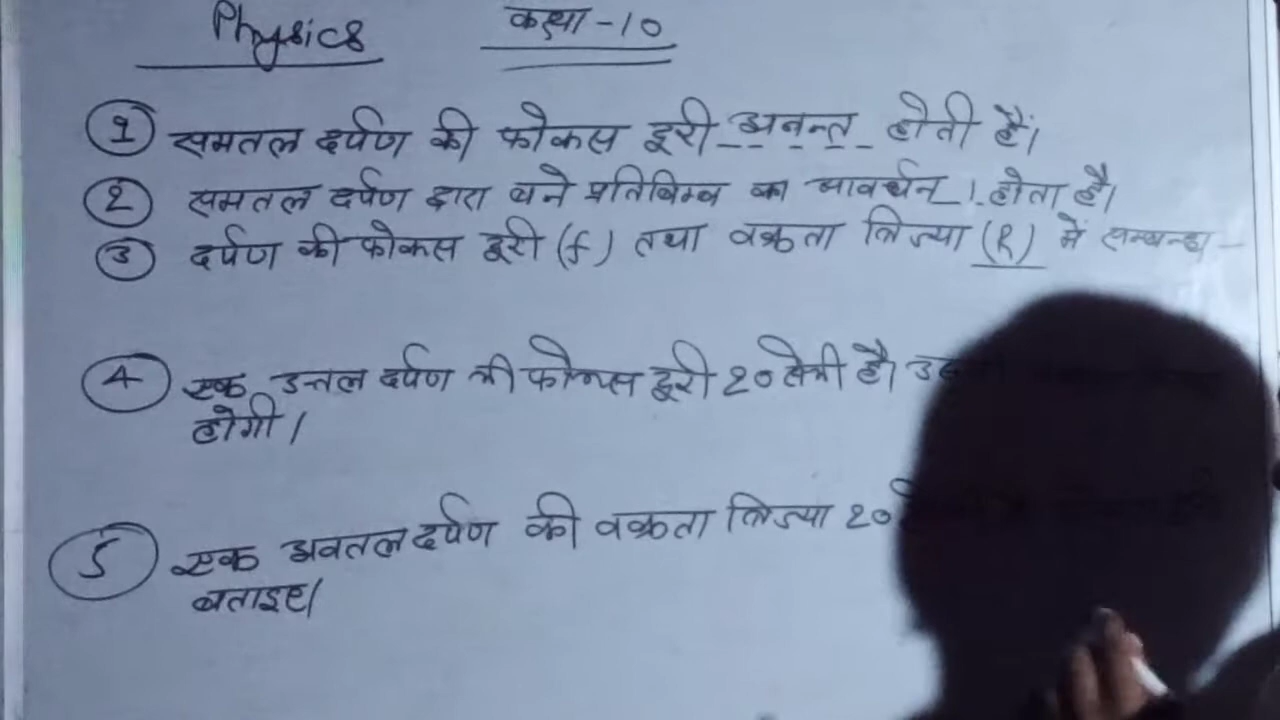 Physics कक्षा-10
① समतल दर्पण की फोकस दूरी अनन्त होती है।
② समतल दर्पण द्वारा बने प्रतिबिम्ब का आवर्धन 1 होता है।
③ दर्पण की फोकस दूरी (f) तथा वक्रता त्रिज्या (R) में सम्बन्ध -
④ एक उत्तल दर्पण की फोकस दूरी 20 सेमी है।
होगी।
⑤ एक अवतल दर्पण की वक्रता त्रिज्या 20
बताइए।